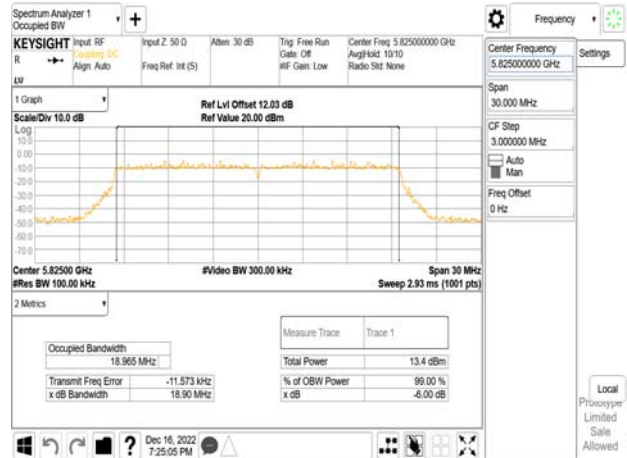 Spectrum Analyzer 1
Occupied BW
+
Frequency
KEYSIGHT
R
LXI
Input: RF
Coupling: DC
Align: Auto
Input Z: 50 Ω
Freq Ref: Int (S)
Atten: 30 dB
Trig: Free Run
Gate: Off
#IF Gain: Low
Center Freq: 5.825000000 GHz
Avg|Hold: 10/10
Radio Std: None
Center Frequency
5.825000000 GHz
Settings
Span
30.000 MHz
CF Step
3.000000 MHz
Auto
Man
Freq Offset
0 Hz
1 Graph
Scale/Div 10.0 dB
Ref Lvl Offset 12.03 dB
Ref Value 20.00 dBm
Log
10.0
0.00
-10.0
-20.0
-30.0
-40.0
-50.0
-60.0
-70.0
Center 5.82500 GHz
#Video BW 300.00 kHz
Span 30 MHz
#Res BW 100.00 kHz
Sweep 2.93 ms (1001 pts)
2 Metrics
Measure Trace Trace 1
Occupied Bandwidth
18.965 MHz
Total Power 13.4 dBm
Transmit Freq Error -11.573 kHz
% of OBW Power 99.00 %
x dB Bandwidth 18.90 MHz
x dB -6.00 dB
Local
Prototype
Limited
Sale
Allowed
?
Dec 16, 2022
7:25:05 PM